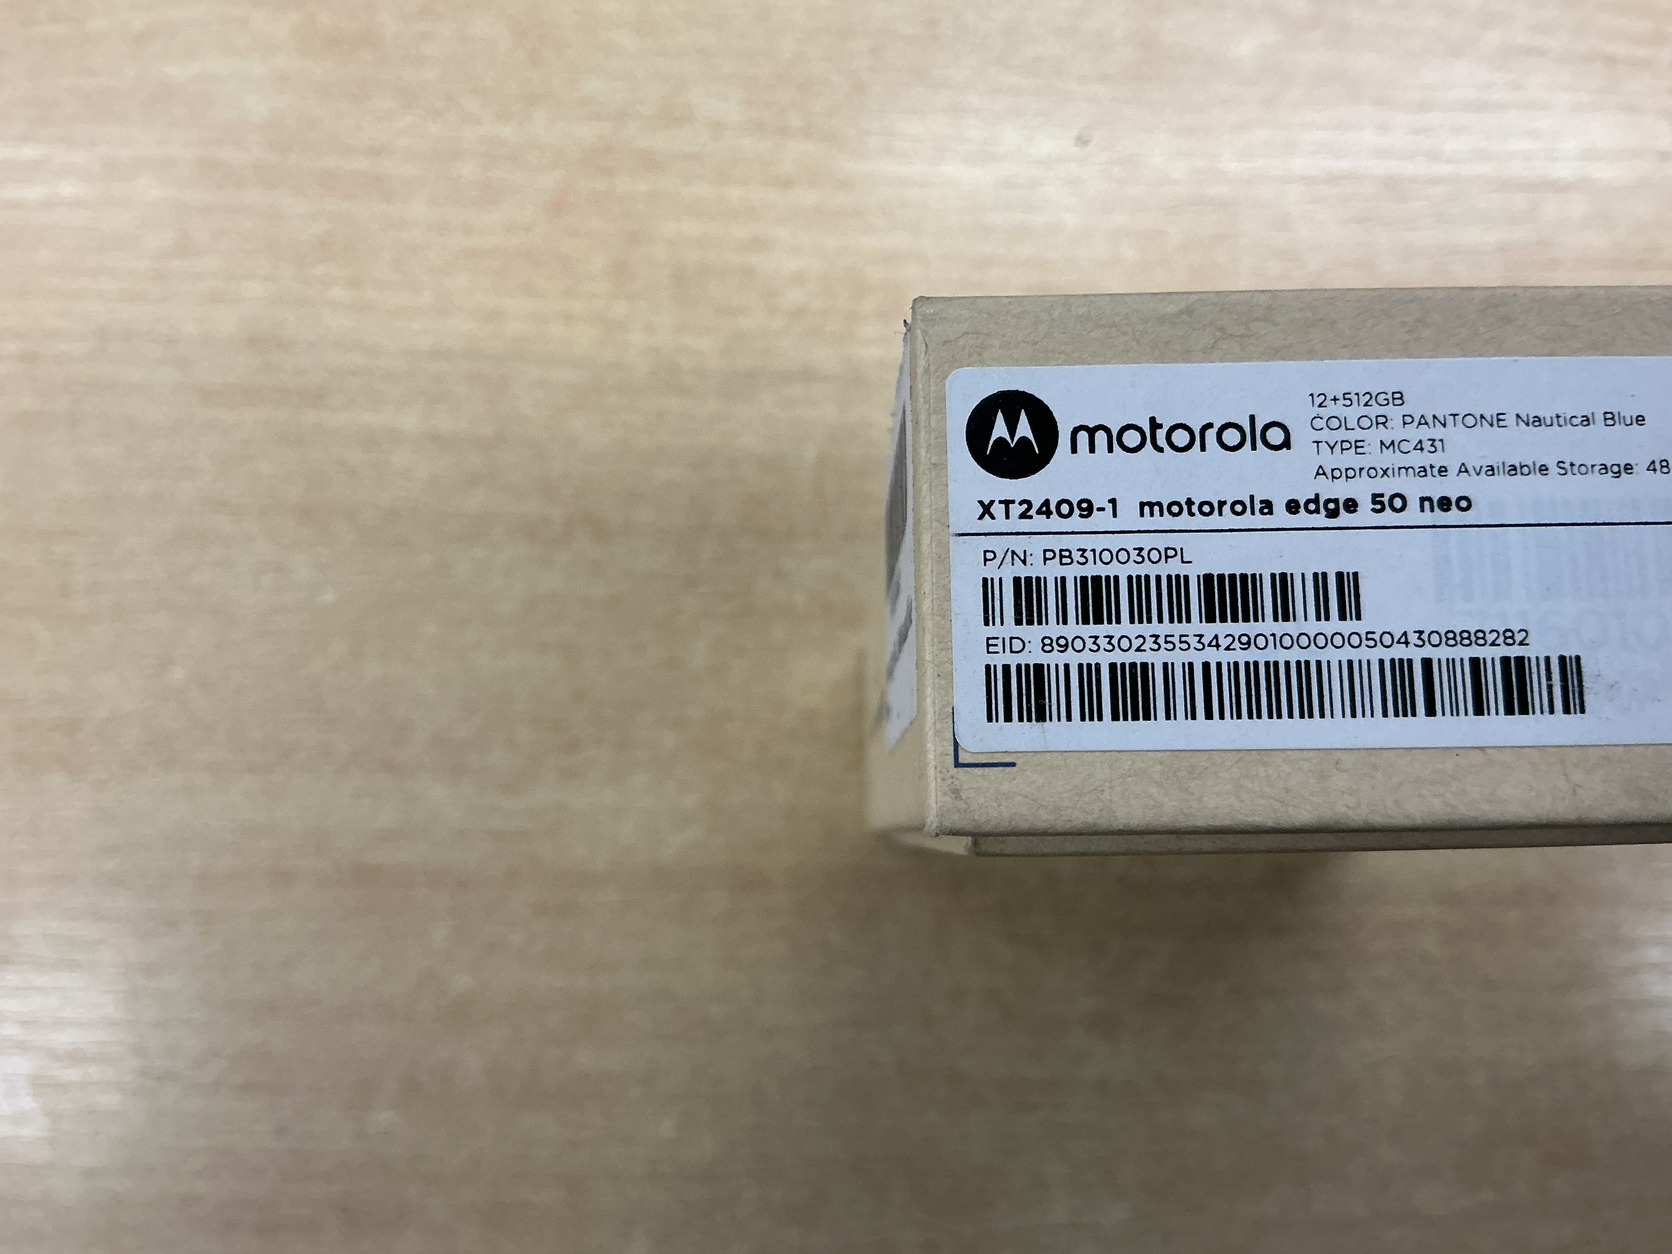 motorola
12+512GB
COLOR: PANTONE Nautical Blue
TYPE: MC431
Approximate Available Storage: 48
XT2409-1 motorola edge 50 neo
P/N: PB310030PL
EID: 89033023553429010000050430888282